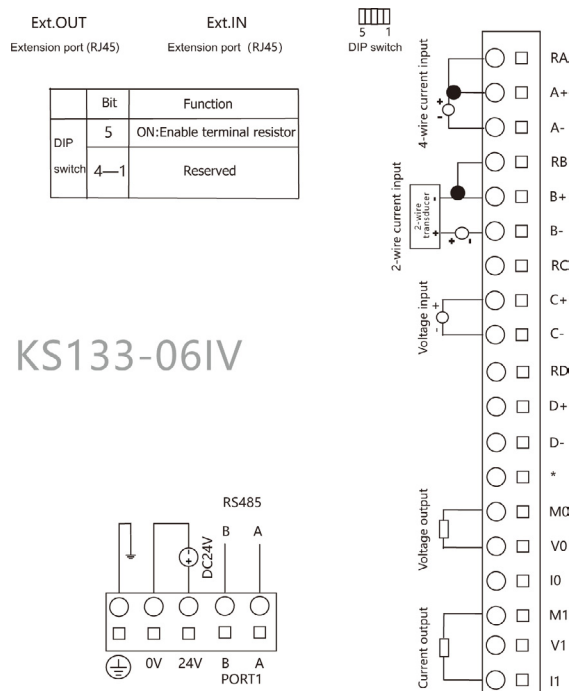 Ext.OUT
Extension port (RJ45)
Ext.IN
Extension port (RJ45)
5 1
DIP switch
Bit Function
DIP switch
5 ON:Enable terminal resistor
4—1 Reserved
KS133-06IV
RS485
B A
DC24V
- +
0V 24V B A
PORT1
4-wire current input
+
-
2-wire current input
2-wire
transducer
-
+
+ -
Voltage input
+
-
Voltage output
Current output
RA
A+
A-
RB
B+
B-
RC
C+
C-
RD
D+
D-
*
M0
V0
I0
M1
V1
I1